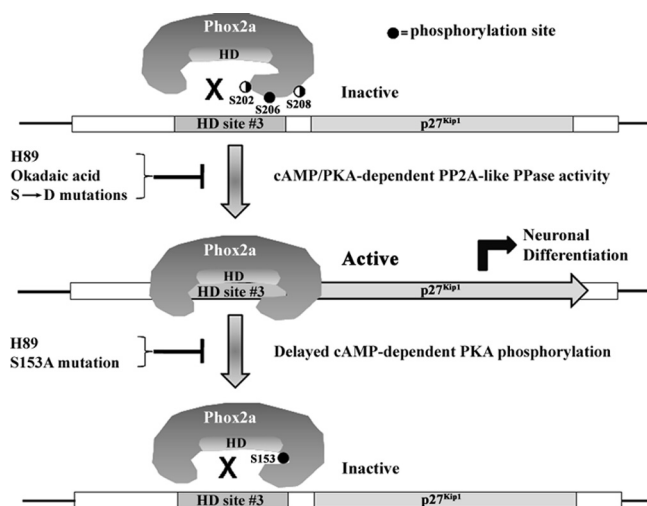 Phox2a
HD
= phosphorylation site
X
S202
S206
S208
Inactive
HD site #3
p27Kip1
H89
Okadaic acid
S → D mutations
cAMP/PKA-dependent PP2A-like PPase activity
Phox2a
HD
HD site #3
Active
Neuronal
Differentiation
p27Kip1
H89
S153A mutation
Delayed cAMP-dependent PKA phosphorylation
Phox2a
HD
S153
X
Inactive
HD site #3
p27Kip1